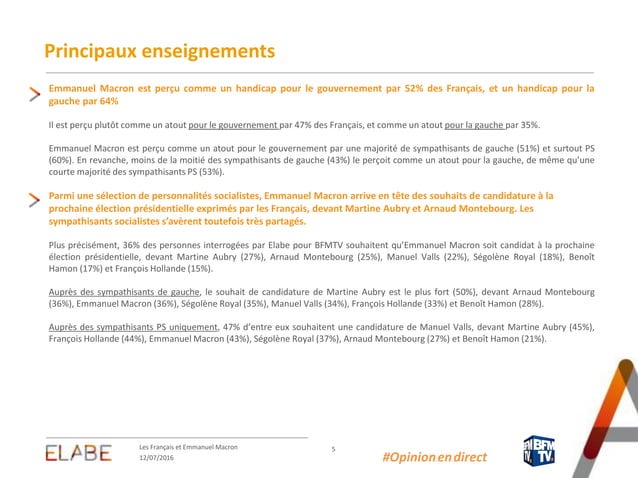 Principaux enseignements
Emmanuel Macron est perçu comme un handicap pour le gouvernement par 52% des Français, et un handicap pour la
gauche par 64%
Il est perçu plutôt comme un atout pour le gouvernement par 47% des Français, et comme un atout pour la gauche par 35%.
Emmanuel Macron est perçu comme un atout pour le gouvernement par une majorité de sympathisants de gauche (51%) et surtout PS
(60%). En revanche, moins de la moitié des sympathisants de gauche (43%) le perçoit comme un atout pour la gauche, de même qu'une
courte majorité des sympathisants PS (53%).
Parmi une sélection de personnalités socialistes, Emmanuel Macron arrive en tête des souhaits de candidature à la
prochaine élection présidentielle exprimés par les Français, devant Martine Aubry et Arnaud Montebourg. Les
sympathisants socialistes s'avèrent toutefois très partagés.
Plus précisément, 36% des personnes interrogées par Elabe pour BFMTV souhaitent qu'Emmanuel Macron soit candidat à la prochaine
élection présidentielle, devant Martine Aubry (27%), Arnaud Montebourg (25%), Manuel Valls (22%), Ségolène Royal (18%), Benoît
Hamon (17%) et François Hollande (15%).
Auprès des sympathisants de gauche, le souhait de candidature de Martine Aubry est le plus fort (50%), devant Arnaud Montebourg
(36%), Emmanuel Macron (36%), Ségolène Royal (35%), Manuel Valls (34%), François Hollande (33%) et Benoît Hamon (28%).
Auprès des sympathisants PS uniquement, 47% d'entre eux souhaitent une candidature de Manuel Valls, devant Martine Aubry (45%),
François Hollande (44%), Emmanuel Macron (43%), Ségolène Royal (37%), Arnaud Montebourg (27%) et Benoît Hamon (21%).
ELABE
Les Français et Emmanuel Macron
12/07/2016
5
#Opinionendirect
BFM
TV.